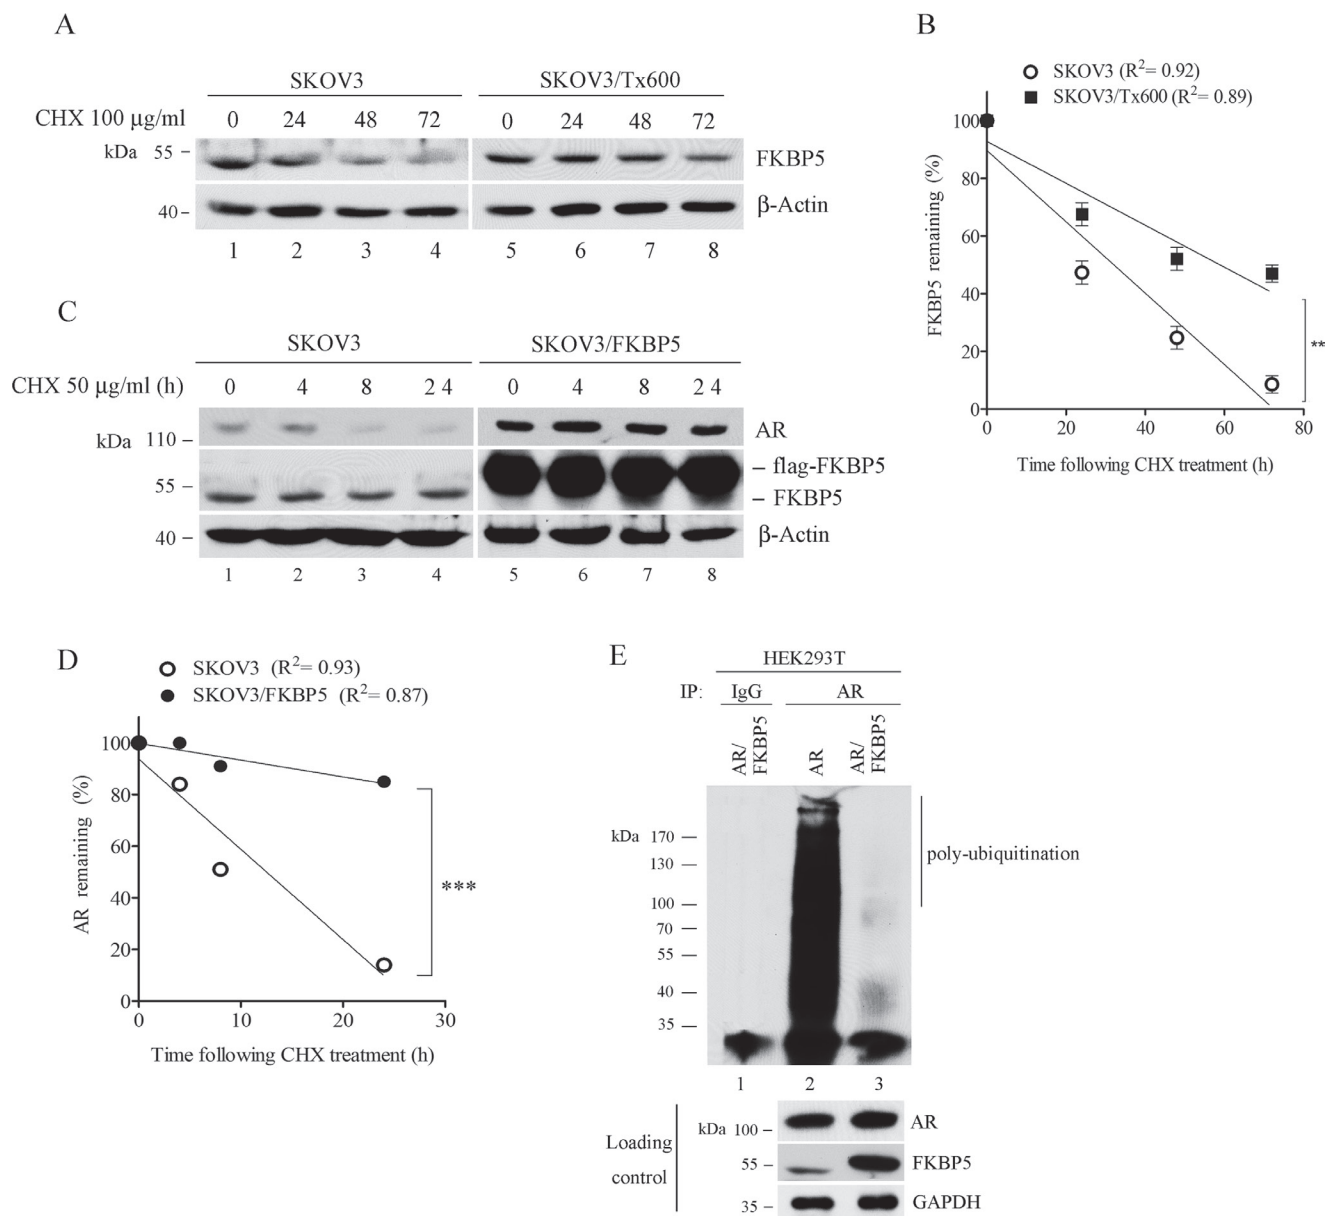 A
SKOV3 SKOV3/Tx600
CHX 100 μg/ml 0 24 48 72 0 24 48 72
kDa 55 – FKBP5
40 – β-Actin
1 2 3 4 5 6 7 8
B
SKOV3 (R²= 0.92)
SKOV3/Tx600 (R²= 0.89)
FKBP5 remaining (%)
100
80
60
40
20
0
0 20 40 60 80
**
Time following CHX treatment (h)
C
SKOV3 SKOV3/FKBP5
CHX 50 μg/ml (h) 0 4 8 24 0 4 8 24
kDa 110 – AR
55 – – flag-FKBP5
– FKBP5
40 – β-Actin
1 2 3 4 5 6 7 8
D
SKOV3 (R²= 0.93)
SKOV3/FKBP5 (R²= 0.87)
AR remaining (%)
100
80
60
40
20
0
0 10 20 30
***
Time following CHX treatment (h)
E
HEK293T
IP: IgG AR
AR/
FKBP5
AR
AR/
FKBP5
kDa 170 —
130 —
100 —
70 —
55 —
40 —
35 —
poly-ubiquitination
1 2 3
Loading
control
kDa 100 – AR
55 – FKBP5
35 – GAPDH